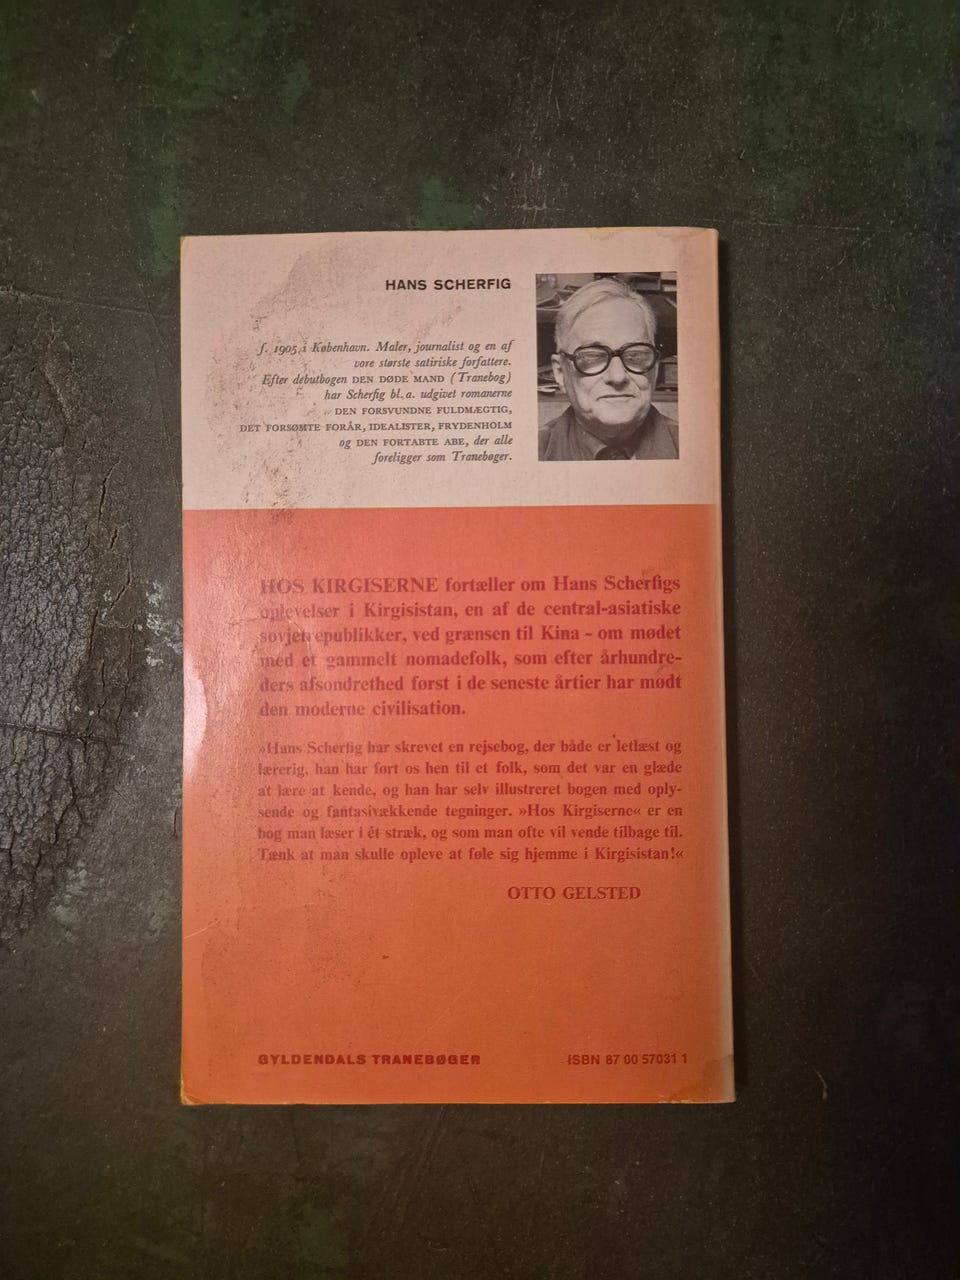 HANS SCHERFIG
f. 1905, i København. Maler, journalist og en af
vore største satiriske forfattere.
Efter debutbogen DEN DØDE MAND (Tranebog)
har Scherfig bl. a. udgivet romanerne
DEN FORSVUNDNE FULDMÆGTIG,
DET FORSØMTE FORÅR, IDEALISTER, FRYDENHOLM
og DEN FORTABTE ABE, der alle
foreligger som Tranebøger.
HOS KIRGISERNE fortæller om Hans Scherfigs
oplevelser i Kirgisistan, en af de central-asiatiske
sovjetrepublikker, ved grænsen til Kina - om mødet
med et gammelt nomadefolk, som efter århundre-
ders afsondrethed først i de seneste årtier har mødt
den moderne civilisation.
»Hans Scherfig har skrevet en rejsebog, der både er letlæst og
lærerig, han har ført os hen til et folk, som det var en glæde
at lære at kende, og han har selv illustreret bogen med oply-
sende og fantasivækkende tegninger. »Hos Kirgiserne« er en
bog man læser i ét stræk, og som man ofte vil vende tilbage til.
Tænk at man skulle opleve at føle sig hjemme i Kirgisistan!«
OTTO GELSTED
GYLDENDALS TRANEBØGER
ISBN 87 00 57031 1